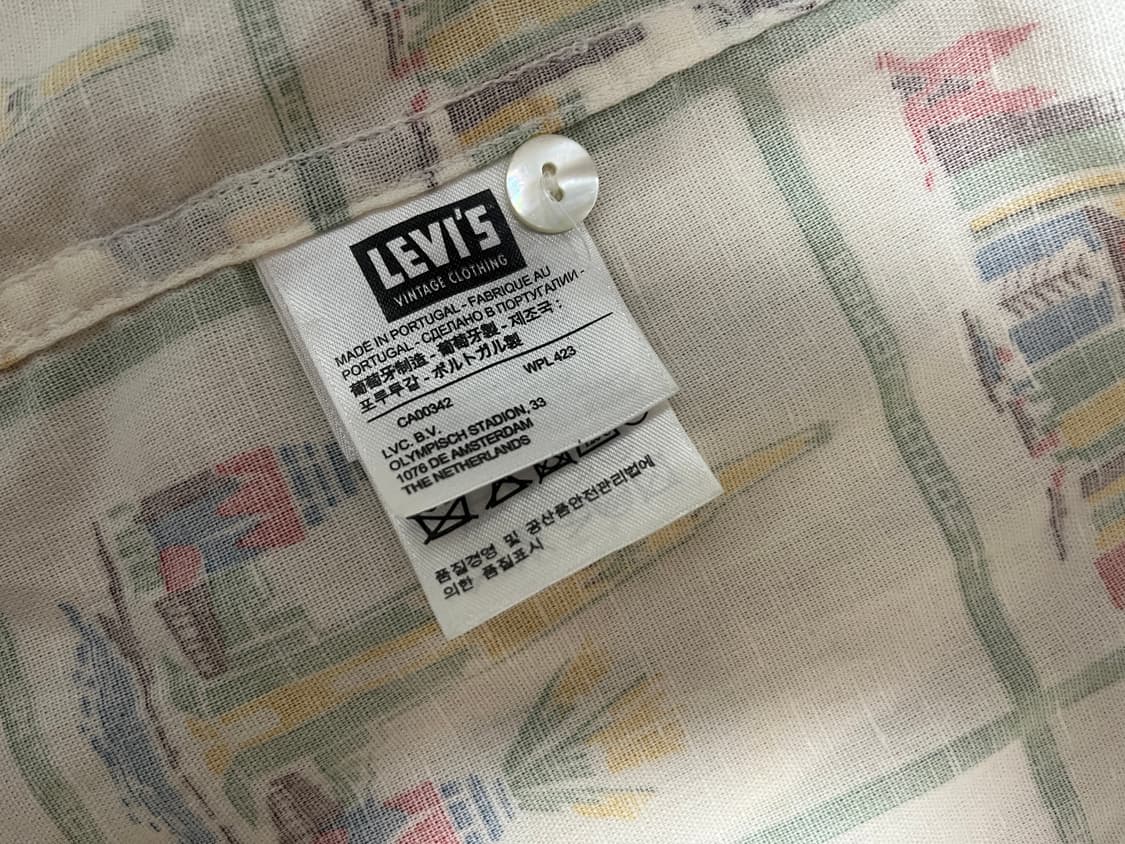 LEVI'S
VINTAGE CLOTHING
MADE IN PORTUGAL - FABRIQUE AU
PORTUGAL - СДЕЛАНО В ПОРТУГАЛИИ -
葡萄牙制造 - 葡萄牙製 - 제조국 :
포루투갈 - ポルトガル製
WPL 423
CA00342
LVC. B.V.
OLYMPISCH STADION, 33
1076 DE AMSTERDAM
THE NETHERLANDS
품질경영 및 공산품안전관리법에
의한 품질표시